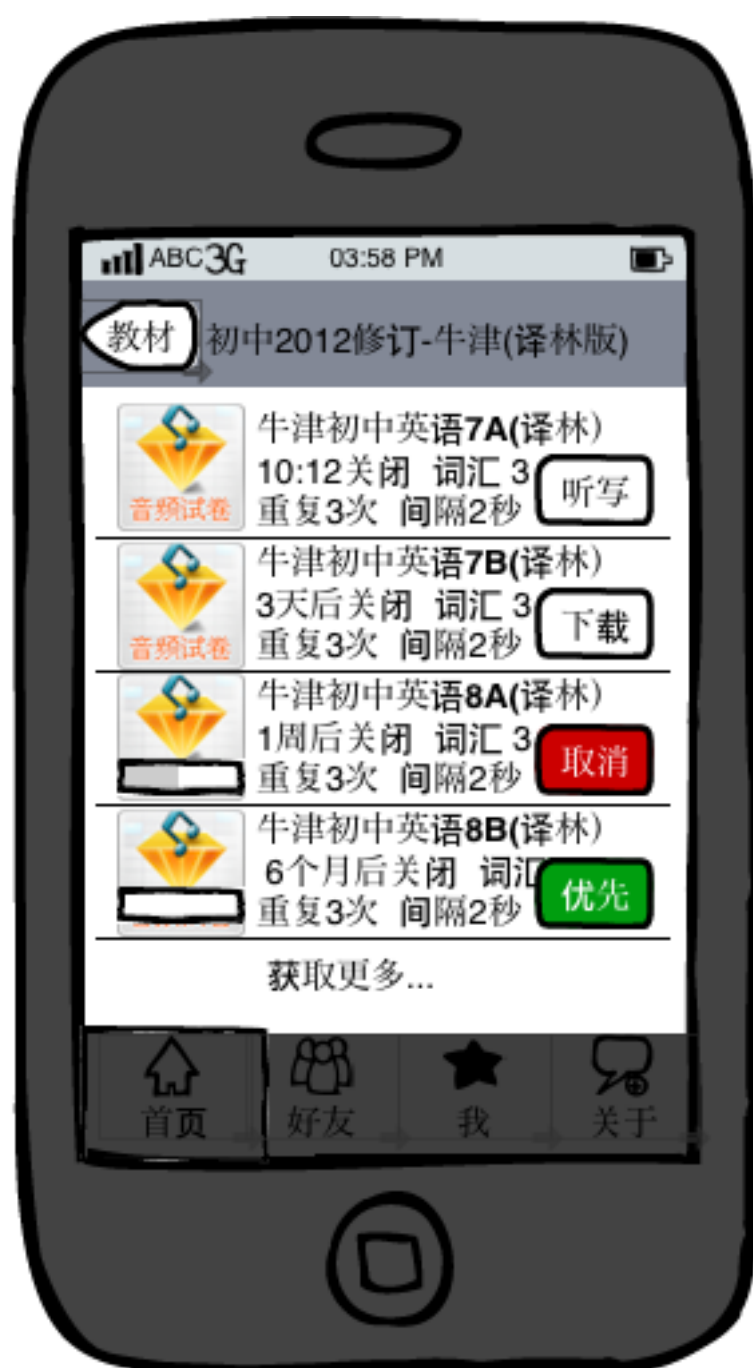 ABC 3G 03:58 PM
教材 初中2012修订-牛津(译林版)
牛津初中英语7A(译林）
10:12关闭 词汇 3
重复3次 间隔2秒
听写
音频试卷
牛津初中英语7B(译林）
3天后关闭 词汇 3
重复3次 间隔2秒
下载
音频试卷
牛津初中英语8A(译林）
1周后关闭 词汇 3
重复3次 间隔2秒
取消
牛津初中英语8B(译林）
6个月后关闭 词汇
重复3次 间隔2秒
优先
获取更多...
首页 好友 我 关于